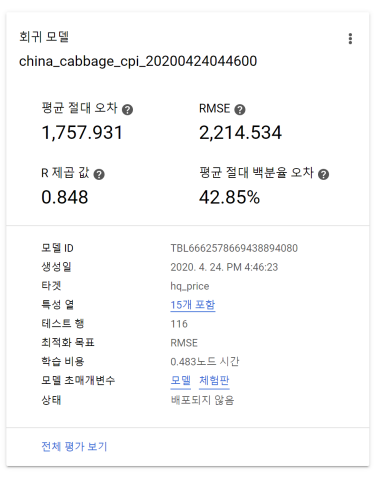 회귀 모델
china_cabbage_cpi_20200424044600
평균 절대 오차 RMSE
1,757.931 2,214.534
R 제곱 값 평균 절대 백분율 오차
0.848 42.85%
모델 ID TBL6662578669438894080
생성일 2020. 4. 24. PM 4:46:23
타겟 hq_price
특성 열 15개 포함
테스트 행 116
최적화 목표 RMSE
학습 비용 0.483노드 시간
모델 초매개변수 모델 체험판
상태 배포되지 않음
전체 평가 보기